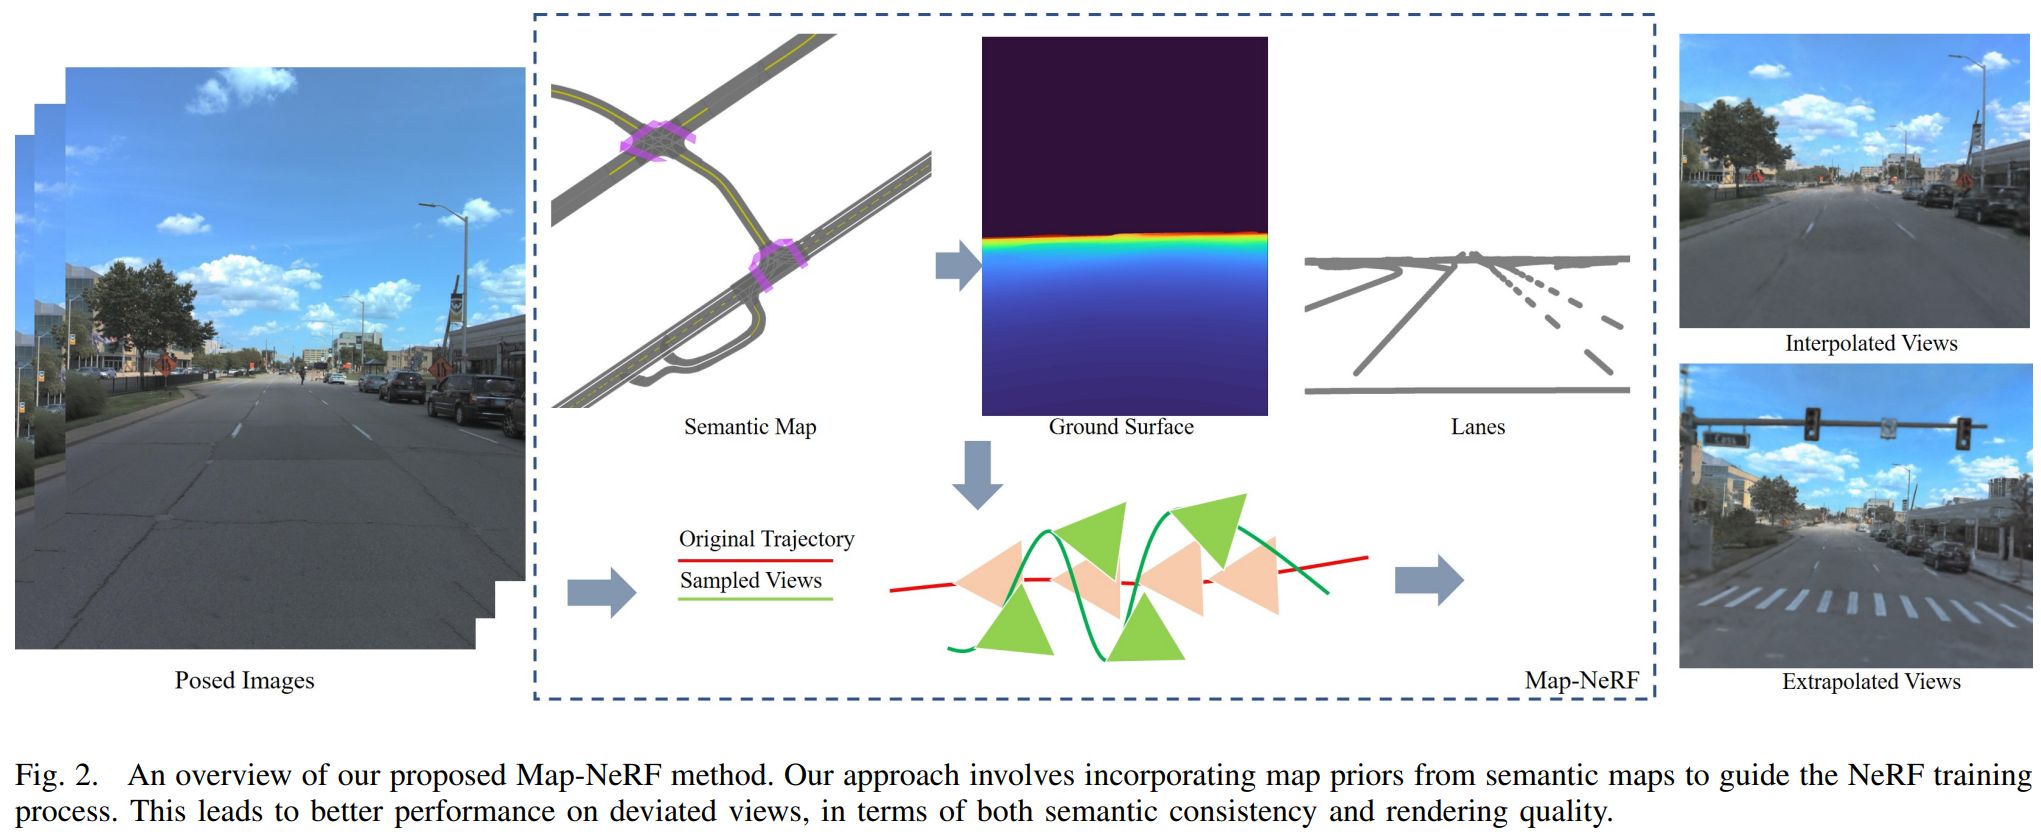 Posed Images
Semantic Map
Ground Surface
Lanes
Original Trajectory
Sampled Views
Map-NeRF
Interpolated Views
Cass
Extrapolated Views
Fig. 2. An overview of our proposed Map-NeRF method. Our approach involves incorporating map priors from semantic maps to guide the NeRF training
process. This leads to better performance on deviated views, in terms of both semantic consistency and rendering quality.